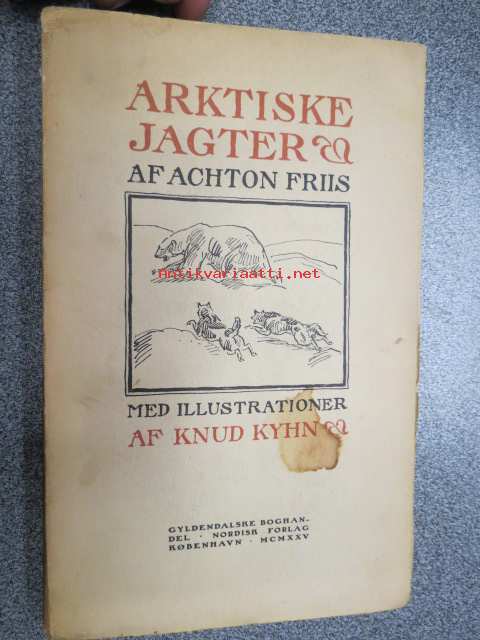 ARKTISKE
JAGTER
AF ACHTON FRIIS
Antikvariaatti.net
MED ILLUSTRATIONER
AF KNUD KYHN
GYLDENDALSKE BOGHAN-
DEL · NORDISK FORLAG
KØBENHAVN · MCMXXV